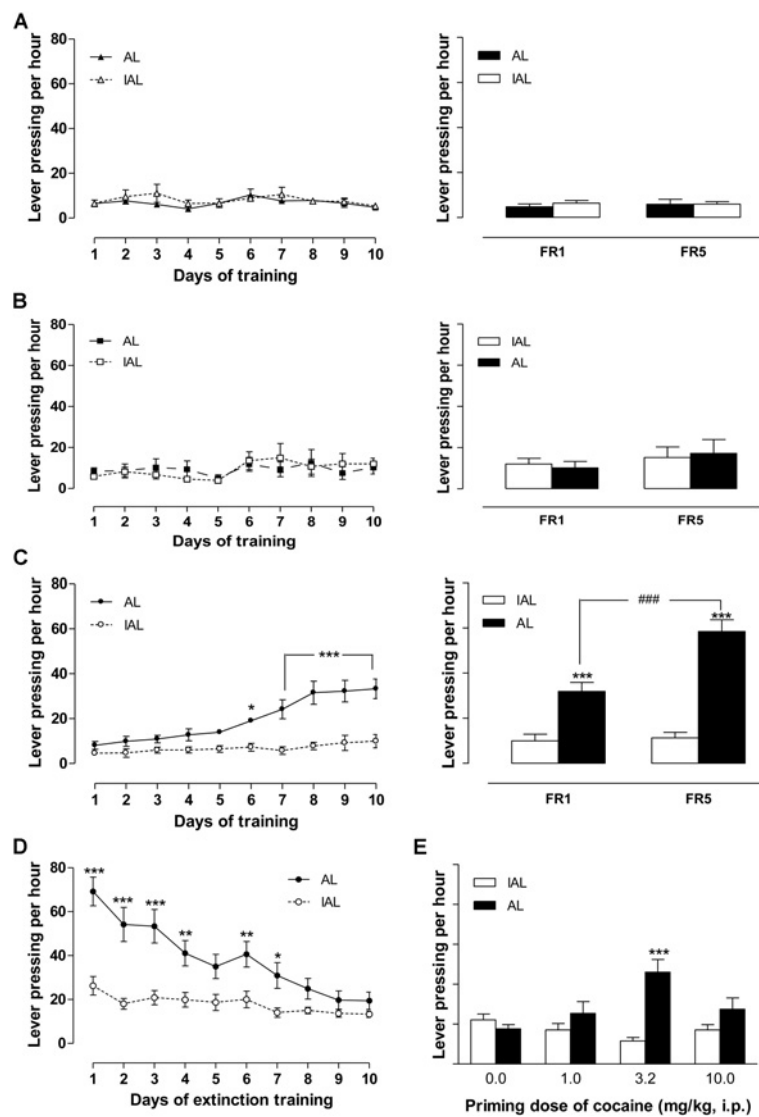 A
Lever pressing per hour
80
60
40
20
0
AL
IAL
1 2 3 4 5 6 7 8 9 10
Days of training
Lever pressing per hour
AL
IAL
FR1 FR5
B
Lever pressing per hour
80
60
40
20
0
AL
IAL
1 2 3 4 5 6 7 8 9 10
Days of training
Lever pressing per hour
IAL
AL
FR1 FR5
C
Lever pressing per hour
80
60
40
20
0
AL
IAL
* ***
1 2 3 4 5 6 7 8 9 10
Days of training
Lever pressing per hour
IAL
AL
###
*** ***
FR1 FR5
D
Lever pressing per hour
80
60
40
20
0
*** *** *** ** ** *
AL
IAL
1 2 3 4 5 6 7 8 9 10
Days of extinction training
E
Lever pressing per hour
IAL
AL
***
0.0 1.0 3.2 10.0
Priming dose of cocaine (mg/kg, i.p.)